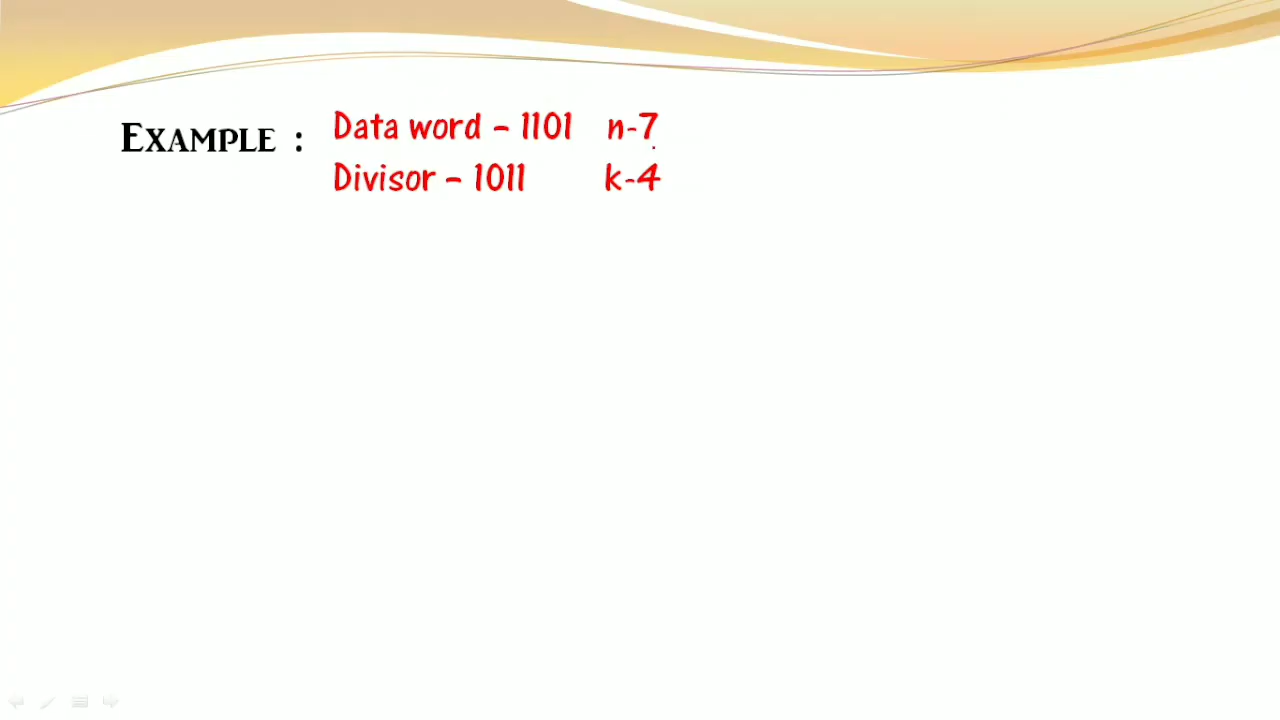 EXAMPLE :
Data word – 1101 n-7
Divisor – 1011 k-4